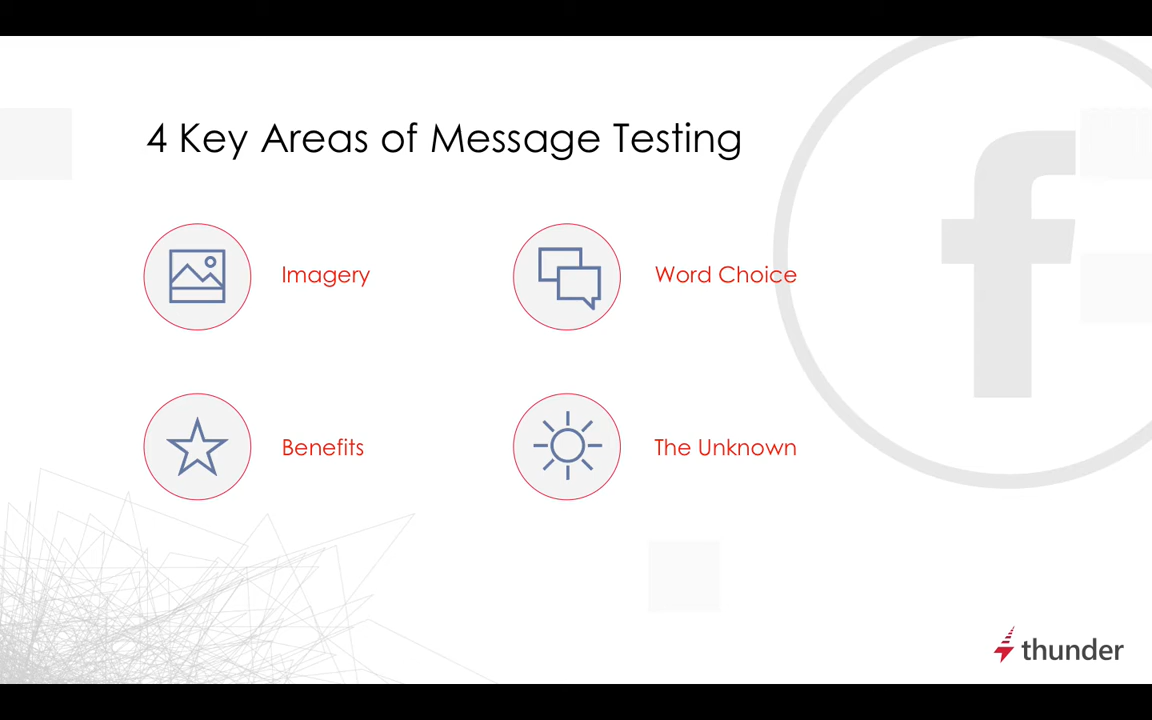 4 Key Areas of Message Testing
Imagery
Word Choice
Benefits
The Unknown
thunder